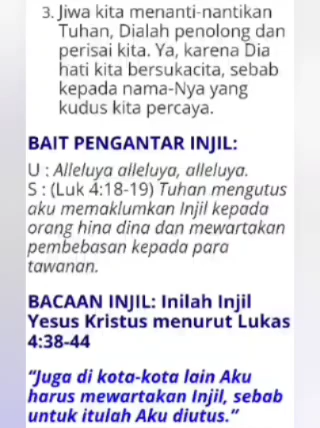 3. Jiwa kita menanti-nantikan
Tuhan, Dialah penolong dan
perisai kita. Ya, karena Dia
hati kita bersukacita, sebab
kepada nama-Nya yang
kudus kita percaya.
BAIT PENGANTAR INJIL:
U : Alleluya alleluya, alleluya.
S : (Luk 4:18-19) Tuhan mengutus
aku memaklumkan Injil kepada
orang hina dina dan mewartakan
pembebasan kepada para
tawanan.
BACAAN INJIL: Inilah Injil
Yesus Kristus menurut Lukas
4:38-44
“Juga di kota-kota lain Aku
harus mewartakan Injil, sebab
untuk itulah Aku diutus.”